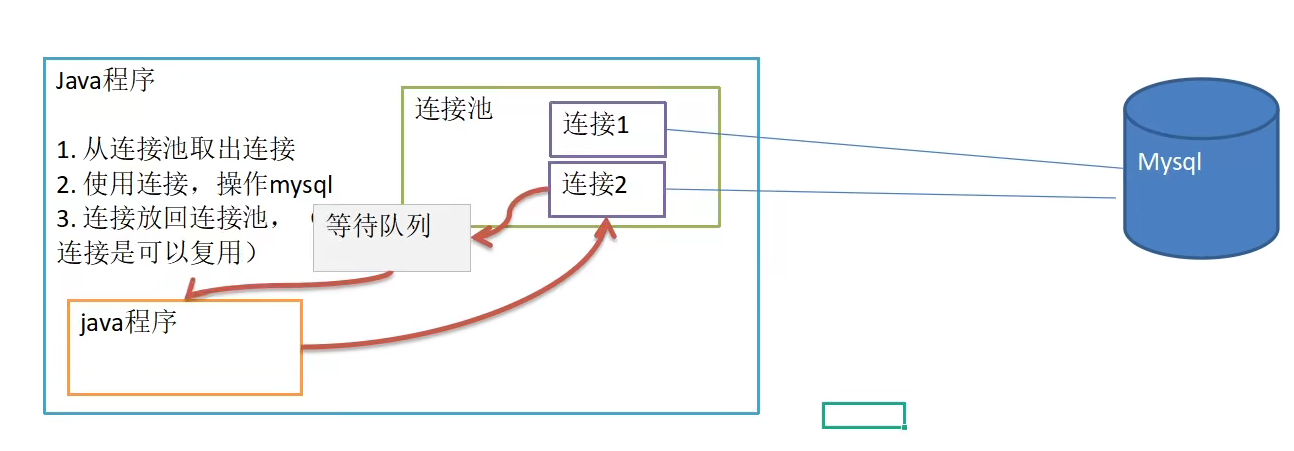 Java程序
连接池
连接1
1. 从连接池取出连接
2. 使用连接，操作mysql
连接2
3. 连接放回连接池，（
连接是可以复用）
等待队列
java程序
Mysql